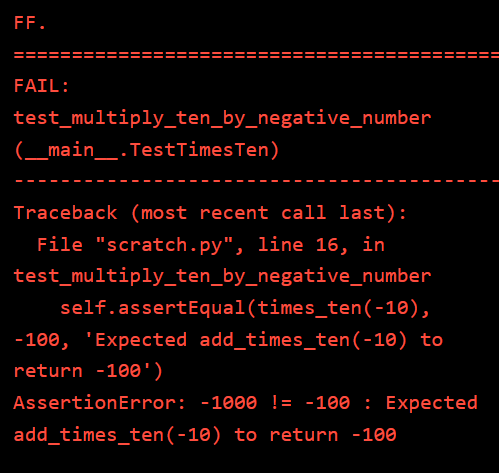 FF.
==========================================
FAIL:
test_multiply_ten_by_negative_number
(__main__.TestTimesTen)
------------------------------------------
Traceback (most recent call last):
  File "scratch.py", line 16, in
test_multiply_ten_by_negative_number
    self.assertEqual(times_ten(-10),
-100, 'Expected add_times_ten(-10) to
return -100')
AssertionError: -1000 != -100 : Expected
add_times_ten(-10) to return -100